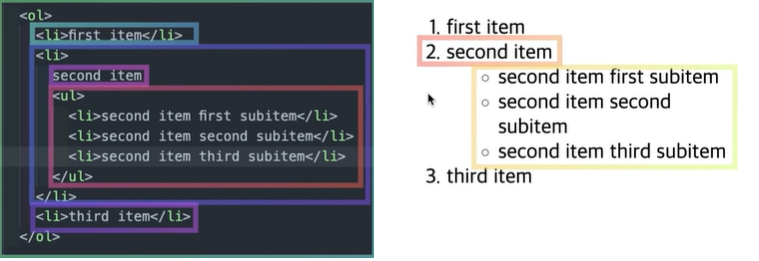 <ol>
<li>first item</li>
<li>
second item
<ul>
<li>second item first subitem</li>
<li>second item second subitem</li>
<li>second item third subitem</li>
</ul>
</li>
<li>third item</li>
</ol>
1. first item
2. second item
○ second item first subitem
○ second item second
subitem
○ second item third subitem
3. third item